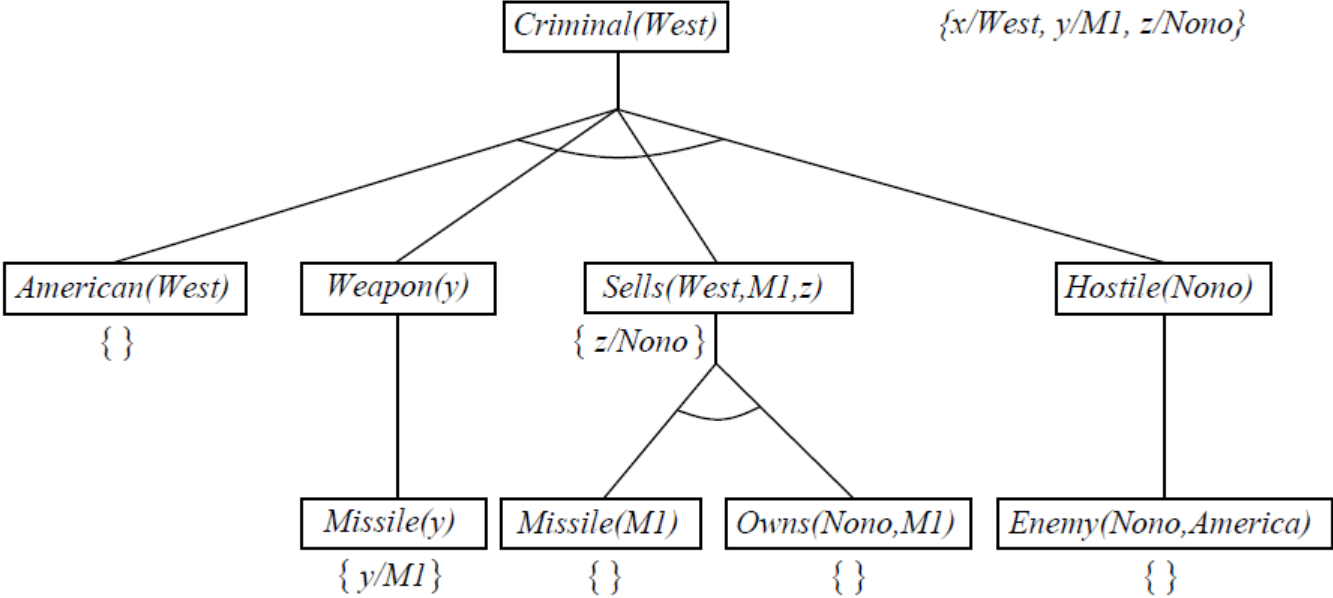 Criminal(West)
{x/West, y/M1, z/Nono}
American(West)
Weapon(y)
Sells(West,M1,z)
Hostile(Nono)
{ }
{ z/Nono }
Missile(y)
Missile(M1)
Owns(Nono,M1)
Enemy(Nono,America)
{ y/M1}
{ }
{ }
{ }